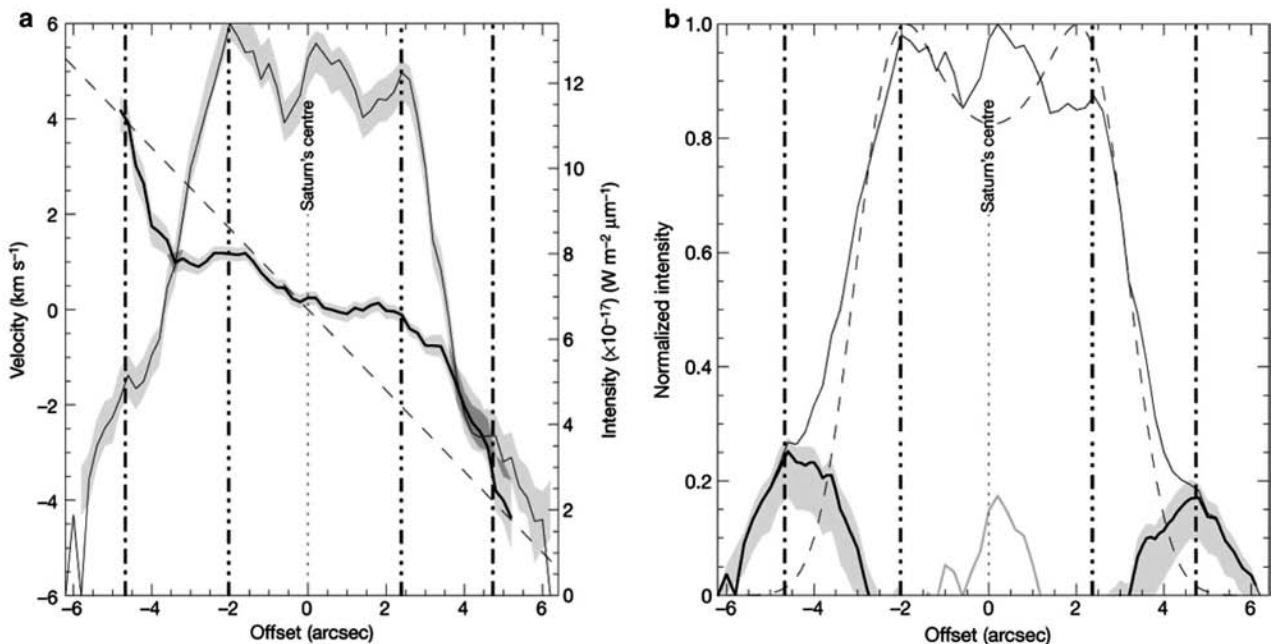 a
6
4
2
0
−2
−4
−6
Velocity (km s⁻¹)
Saturn's centre
12
10
8
6
4
2
0
Intensity (×10⁻¹⁷) (W m⁻² µm⁻¹)
−6 −4 −2 0 2 4 6
Offset (arcsec)
b
1.0
0.8
0.6
0.4
0.2
0
Normalized intensity
Saturn's centre
−6 −4 −2 0 2 4 6
Offset (arcsec)